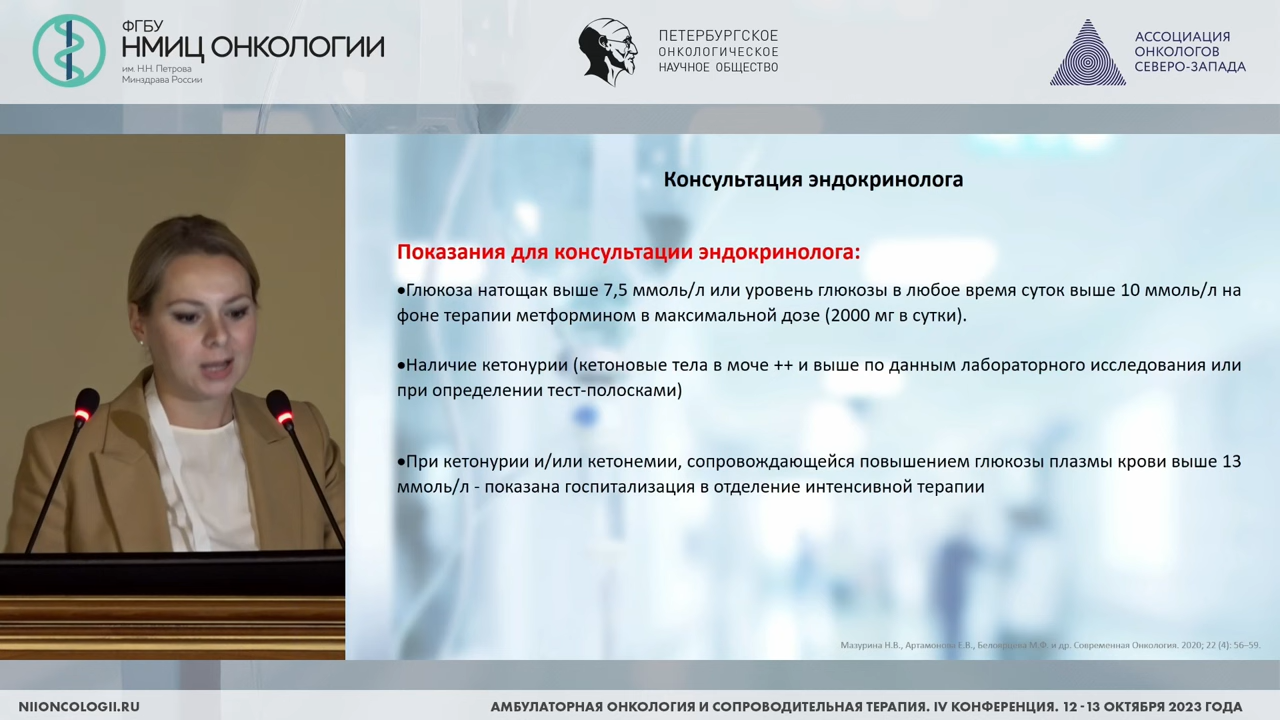 ФГБУ
НМИЦ ОНКОЛОГИИ
им. Н.Н. Петрова
Минздрава России
ПЕТЕРБУРГСКОЕ
ОНКОЛОГИЧЕСКОЕ
НАУЧНОЕ ОБЩЕСТВО
АССОЦИАЦИЯ
ОНКОЛОГОВ
СЕВЕРО-ЗАПАДА
Консультация эндокринолога
Показания для консультации эндокринолога:
•Глюкоза натощак выше 7,5 ммоль/л или уровень глюкозы в любое время суток выше 10 ммоль/л на
фоне терапии метформином в максимальной дозе (2000 мг в сутки).
•Наличие кетонурии (кетоновые тела в моче ++ и выше по данным лабораторного исследования или
при определении тест-полосками)
•При кетонурии и/или кетонемии, сопровождающейся повышением глюкозы плазмы крови выше 13
ммоль/л - показана госпитализация в отделение интенсивной терапии
Мазурина Н.В., Артамонова Е.В., Белоярцева М.Ф. и др. Современная Онкология. 2020; 22 (4): 56–59.
NIIONCOLOGII.RU
АМБУЛАТОРНАЯ ОНКОЛОГИЯ И СОПРОВОДИТЕЛЬНАЯ ТЕРАПИЯ. IV КОНФЕРЕНЦИЯ. 12 - 13 ОКТЯБРЯ 2023 ГОДА